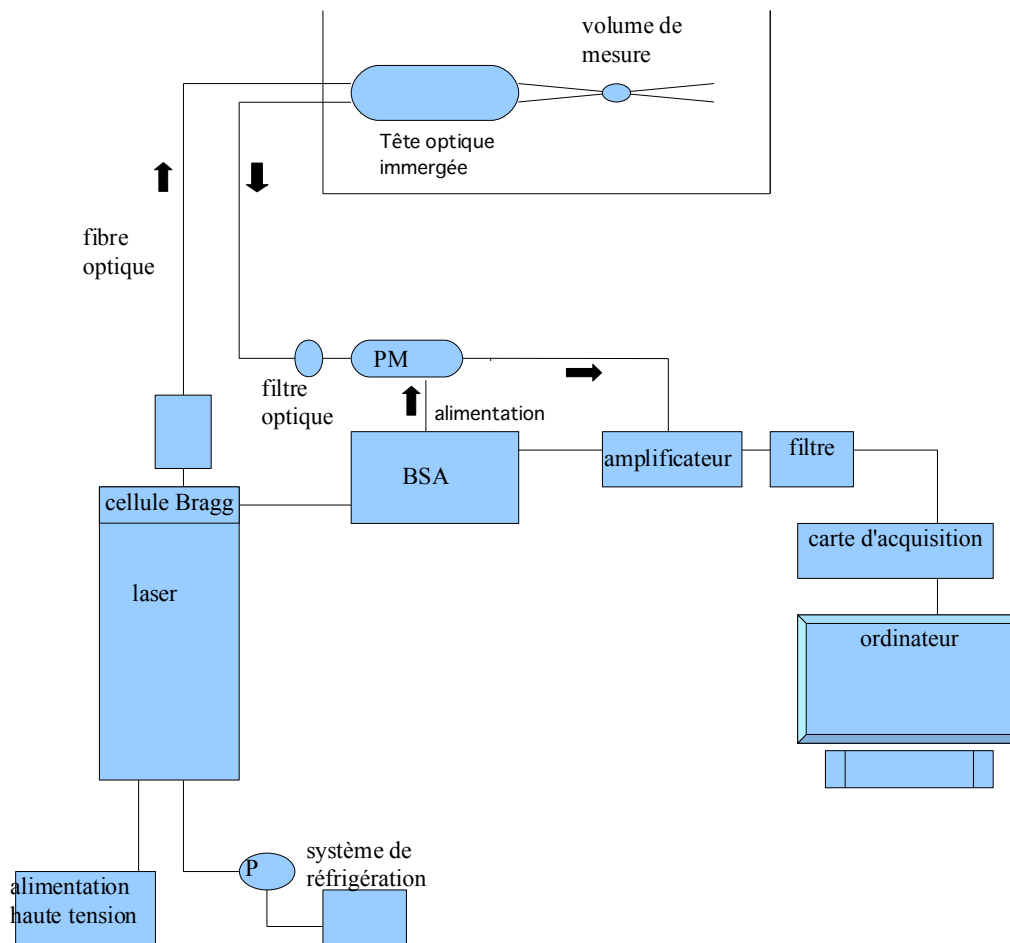 volume de
mesure
Tête optique
immergée
fibre
optique
PM
filtre
optique
alimentation
BSA
amplificateur
filtre
cellule Bragg
carte d'acquisition
laser
ordinateur
P
système de
réfrigération
alimentation
haute tension